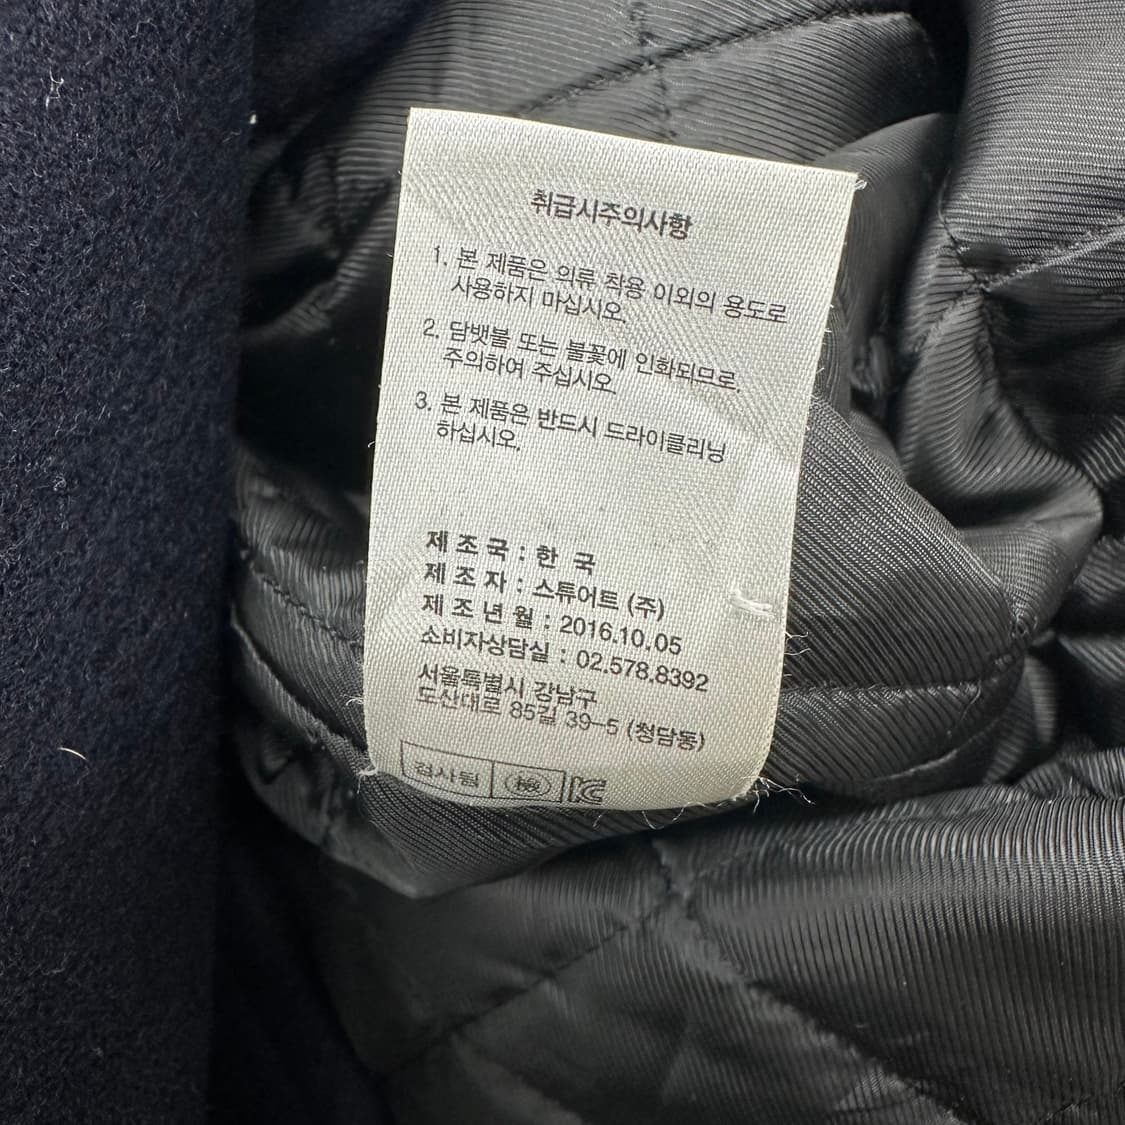 취급시주의사항
1. 본 제품은 의류 착용 이외의 용도로
사용하지 마십시오.
2. 담뱃불 또는 불꽃에 인화되므로,
주의하여 주십시오
3. 본 제품은 반드시 드라이클리닝
하십시오.
제 조 국 : 한 국
제 조 자 : 스튜어트 (주)
제 조 년 월 : 2016.10.05
소비자상담실 : 02.578.8392
서울특별시 강남구
도산대로 85길 39-5 (청담동)
검사필 檢 KC